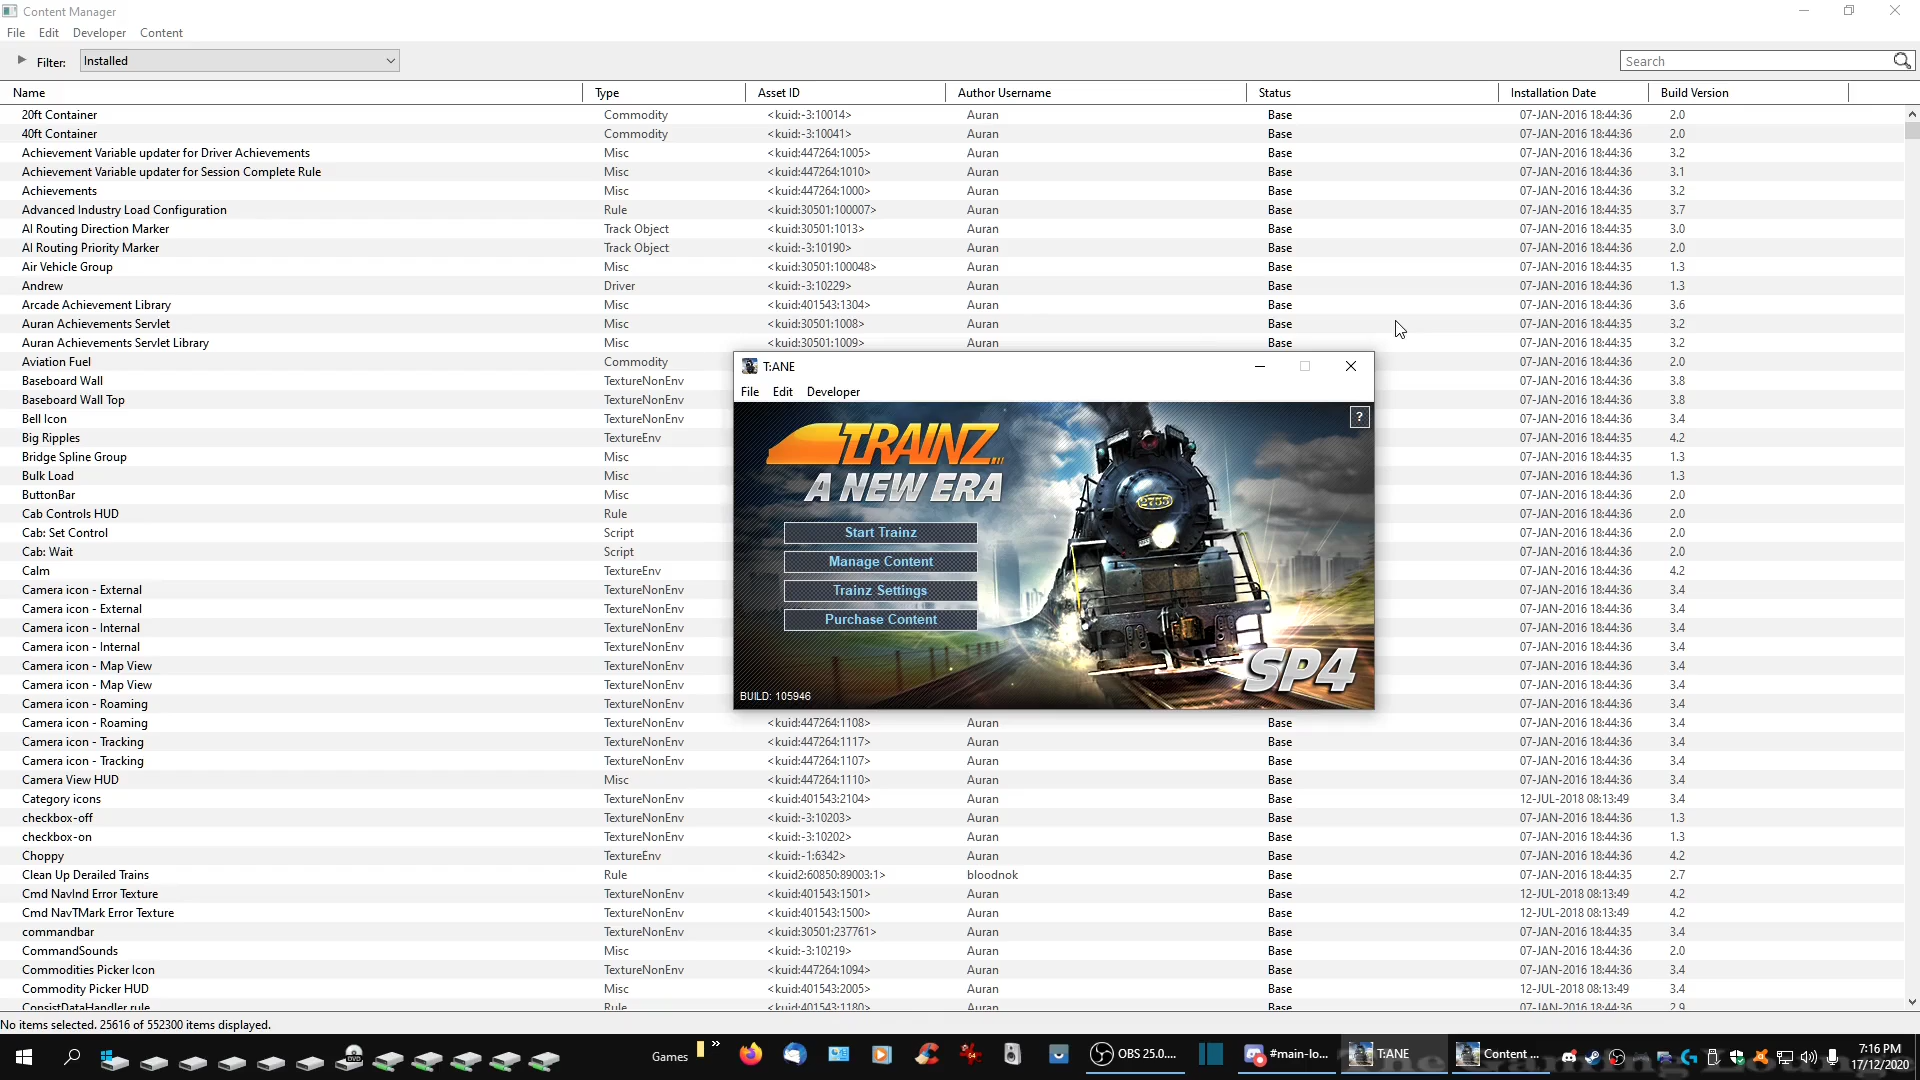 Content Manager
File Edit Developer Content
Filter: Installed Search
Name Type Asset ID Author Username Status Installation Date Build Version
20ft Container Commodity <kuid:-3:10014> Auran Base 07-JAN-2016 18:44:36 2.0
40ft Container Commodity <kuid:-3:10041> Auran Base 07-JAN-2016 18:44:36 2.0
Achievement Variable updater for Driver Achievements Misc <kuid:447264:1005> Auran Base 07-JAN-2016 18:44:36 3.2
Achievement Variable updater for Session Complete Rule Misc <kuid:447264:1010> Auran Base 07-JAN-2016 18:44:36 3.1
Achievements Misc <kuid:447264:1000> Auran Base 07-JAN-2016 18:44:36 3.2
Advanced Industry Load Configuration Rule <kuid:30501:100007> Auran Base 07-JAN-2016 18:44:35 3.7
AI Routing Direction Marker Track Object <kuid:30501:1013> Auran Base 07-JAN-2016 18:44:35 3.0
AI Routing Priority Marker Track Object <kuid:-3:10190> Auran Base 07-JAN-2016 18:44:36 2.0
Air Vehicle Group Misc <kuid:30501:100048> Auran Base 07-JAN-2016 18:44:35 1.3
Andrew Driver <kuid:-3:10229> Auran Base 07-JAN-2016 18:44:36 1.3
Arcade Achievement Library Misc <kuid:401543:1304> Auran Base 07-JAN-2016 18:44:36 3.6
Auran Achievements Servlet Misc <kuid:30501:1008> Auran Base 07-JAN-2016 18:44:35 3.2
Auran Achievements Servlet Library Misc <kuid:30501:1009> Auran Base 07-JAN-2016 18:44:35 3.2
Aviation Fuel Commodity 07-JAN-2016 18:44:36 2.0
Baseboard Wall TextureNonEnv 07-JAN-2016 18:44:36 3.8
Baseboard Wall Top TextureNonEnv 07-JAN-2016 18:44:36 3.8
Bell Icon TextureNonEnv 07-JAN-2016 18:44:36 3.4
Big Ripples TextureEnv 07-JAN-2016 18:44:36 4.2
Bridge Spline Group Misc 07-JAN-2016 18:44:35 1.3
Bulk Load Misc 07-JAN-2016 18:44:36 1.3
ButtonBar Misc 07-JAN-2016 18:44:36 2.0
Cab Controls HUD Rule 07-JAN-2016 18:44:36 2.0
Cab: Set Control Script 07-JAN-2016 18:44:36 2.0
Cab: Wait Script 07-JAN-2016 18:44:36 2.0
Calm TextureEnv 07-JAN-2016 18:44:36 4.2
Camera icon - External TextureNonEnv 07-JAN-2016 18:44:36 3.4
Camera icon - External TextureNonEnv 07-JAN-2016 18:44:36 3.4
Camera icon - Internal TextureNonEnv 07-JAN-2016 18:44:36 3.4
Camera icon - Internal TextureNonEnv 07-JAN-2016 18:44:36 3.4
Camera icon - Map View TextureNonEnv 07-JAN-2016 18:44:36 3.4
Camera icon - Map View TextureNonEnv 07-JAN-2016 18:44:36 3.4
Camera icon - Roaming TextureNonEnv 07-JAN-2016 18:44:36 3.4
Camera icon - Roaming TextureNonEnv <kuid:447264:1108> Auran Base 07-JAN-2016 18:44:36 3.4
Camera icon - Tracking TextureNonEnv <kuid:447264:1117> Auran Base 07-JAN-2016 18:44:36 3.4
Camera icon - Tracking TextureNonEnv <kuid:447264:1107> Auran Base 07-JAN-2016 18:44:36 3.4
Camera View HUD Misc <kuid:447264:1110> Auran Base 07-JAN-2016 18:44:36 3.4
Category icons TextureNonEnv <kuid:401543:2104> Auran Base 12-JUL-2018 08:13:49 3.4
checkbox-off TextureNonEnv <kuid:-3:10203> Auran Base 07-JAN-2016 18:44:36 1.3
checkbox-on TextureNonEnv <kuid:-3:10202> Auran Base 07-JAN-2016 18:44:36 1.3
Choppy TextureEnv <kuid:-1:6342> Auran Base 07-JAN-2016 18:44:36 4.2
Clean Up Derailed Trains Rule <kuid2:60850:89003:1> bloodnok Base 07-JAN-2016 18:44:35 2.7
Cmd NavInd Error Texture TextureNonEnv <kuid:401543:1501> Auran Base 12-JUL-2018 08:13:49 4.2
Cmd NavTMark Error Texture TextureNonEnv <kuid:401543:1500> Auran Base 12-JUL-2018 08:13:49 4.2
commandbar TextureNonEnv <kuid:30501:237761> Auran Base 07-JAN-2016 18:44:35 3.4
CommandSounds Misc <kuid:-3:10219> Auran Base 07-JAN-2016 18:44:36 2.0
Commodities Picker Icon TextureNonEnv <kuid:447264:1094> Auran Base 07-JAN-2016 18:44:36 3.4
Commodity Picker HUD Misc <kuid:401543:2005> Auran Base 12-JUL-2018 08:13:49 3.4
ConsistDataHandler rule Rule <kuid:401543:1180> Auran Base 07-JAN-2016 18:44:36 2.9
T:ANE
File Edit Developer
?
TRAINZ
A NEW ERA
2755
Start Trainz
Manage Content
Trainz Settings
Purchase Content
SP4
BUILD: 105946
No items selected. 25616 of 552300 items displayed.
DVD Games » 64 OBS 25.0.... #main-lo... T:ANE Content ... 7:16 PM
17/12/2020